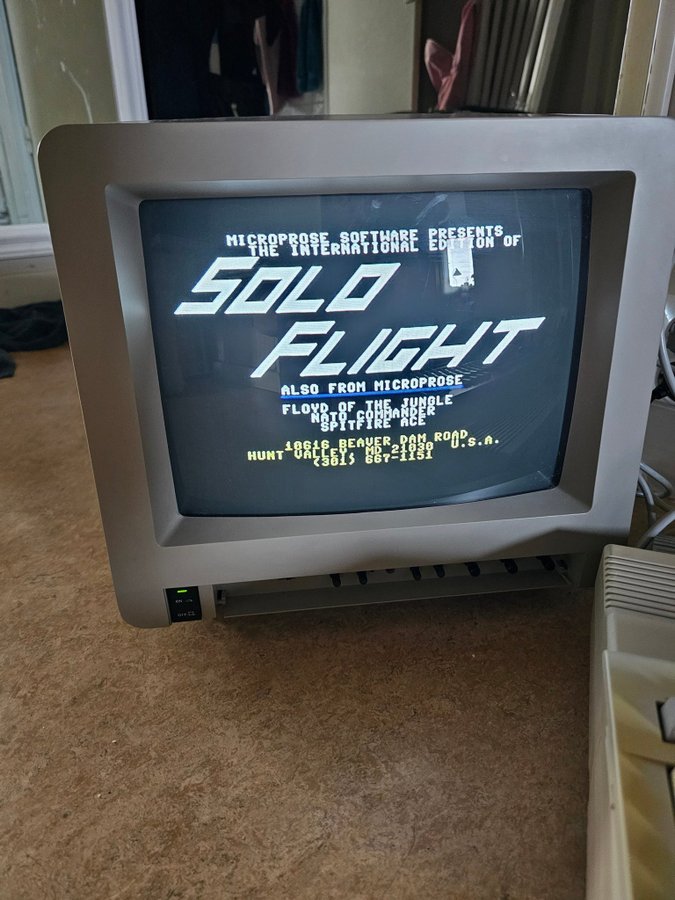 MICROPROSE SOFTWARE PRESENTS
THE INTERNATIONAL EDITION OF
SOLO
FLIGHT
ALSO FROM MICROPROSE
FLOYD OF THE JUNGLE
NATO COMMANDER
SPITFIRE ACE
10616 BEAVER DAM ROAD
HUNT VALLEY, MD 21030 U.S.A.
(301) 667-1151